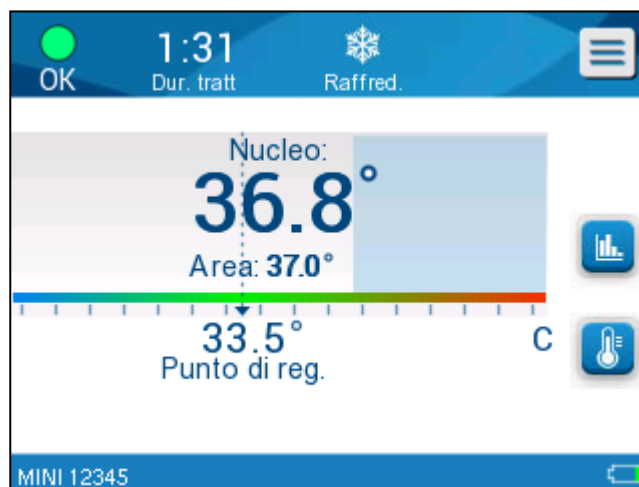 1:31
OK
Dur. tratt
Raffred.
Nucleo:
36.8°
Area: 37.0°
33.5°
C
Punto di reg.
MINI 12345